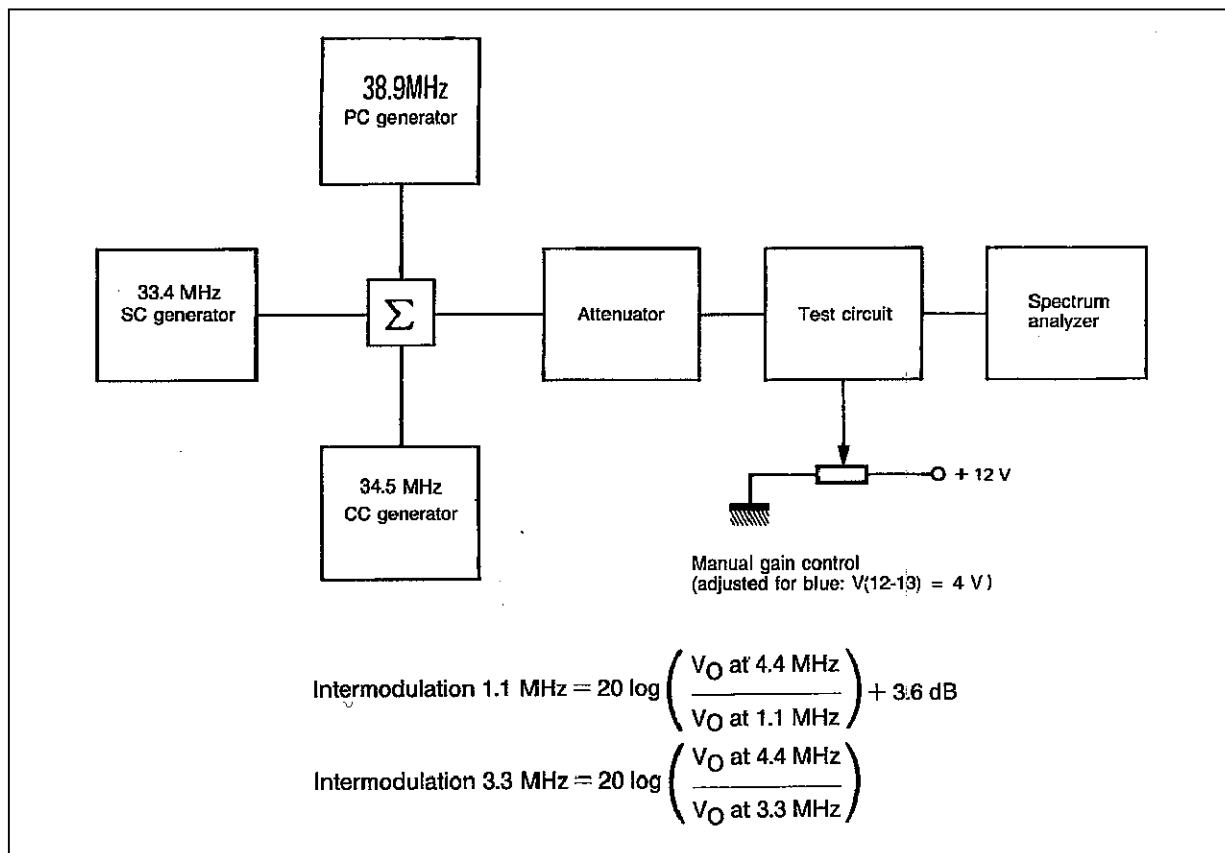 38.9MHz
PC generator
33.4 MHz
SC generator
Σ
Attenuator
Test circuit
Spectrum
analyzer
34.5 MHz
CC generator
+ 12 V
Manual gain control
(adjusted for blue: V(12-13) = 4 V)
Intermodulation 1.1 MHz = 20 log ( VO at 4.4 MHz / VO at 1.1 MHz ) + 3.6 dB
Intermodulation 3.3 MHz = 20 log ( VO at 4.4 MHz / VO at 3.3 MHz )